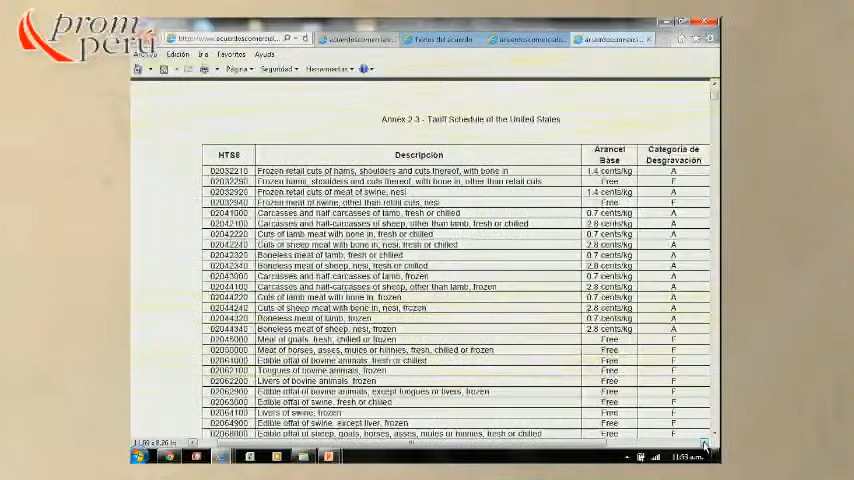 prom
perú
http://www.acuerdoscomercial...
acuerdoscomerciale...
Textos del acuerdo
acuerdoscomerciale...
acuerdoscomerci...
Archivo Edición Ir a Favoritos Ayuda
Página Seguridad Herramientas
Annex 2.3 - Tariff Schedule of the United States
HTS8 Descripción Arancel Base Categoría de Desgravación
02032210 Frozen retail cuts of hams, shoulders and cuts thereof, with bone in 1.4 cents/kg A
02032290 Frozen hams, shoulders and cuts thereof, with bone in, other than retail cuts Free F
02032920 Frozen retail cuts of meat of swine, nesi 1.4 cents/kg A
02032940 Frozen meat of swine, other than retail cuts, nesi Free F
02041000 Carcasses and half-carcasses of lamb, fresh or chilled 0.7 cents/kg A
02042100 Carcasses and half-carcasses of sheep, other than lamb, fresh or chilled 2.8 cents/kg A
02042220 Cuts of lamb meat with bone in, fresh or chilled 0.7 cents/kg A
02042240 Cuts of sheep meat with bone in, nesi, fresh or chilled 2.8 cents/kg A
02042320 Boneless meat of lamb, fresh or chilled 0.7 cents/kg A
02042340 Boneless meat of sheep, nesi, fresh or chilled 2.8 cents/kg A
02043000 Carcasses and half-carcasses of lamb, frozen 0.7 cents/kg A
02044100 Carcasses and half-carcasses of sheep, other than lamb, frozen 2.8 cents/kg A
02044220 Cuts of lamb meat with bone in, frozen 0.7 cents/kg A
02044240 Cuts of sheep meat with bone in, nesi, frozen 2.8 cents/kg A
02044320 Boneless meat of lamb, frozen 0.7 cents/kg A
02044340 Boneless meat of sheep, nesi, frozen 2.8 cents/kg A
02045000 Meat of goats, fresh, chilled or frozen Free F
02050000 Meat of horses, asses, mules or hinnies, fresh, chilled or frozen Free F
02061000 Edible offal of bovine animals, fresh or chilled Free F
02062100 Tongues of bovine animals, frozen Free F
02062200 Livers of bovine animals, frozen Free F
02062900 Edible offal of bovine animals, except tongues or livers, frozen Free F
02063000 Edible offal of swine, fresh or chilled Free F
02064100 Livers of swine, frozen Free F
02064900 Edible offal of swine, except liver, frozen Free F
02068000 Edible offal of sheep, goats, horses, asses, mules or hinnies, fresh or chilled Free F
11.69 x 8.26 in
11:53 a.m.